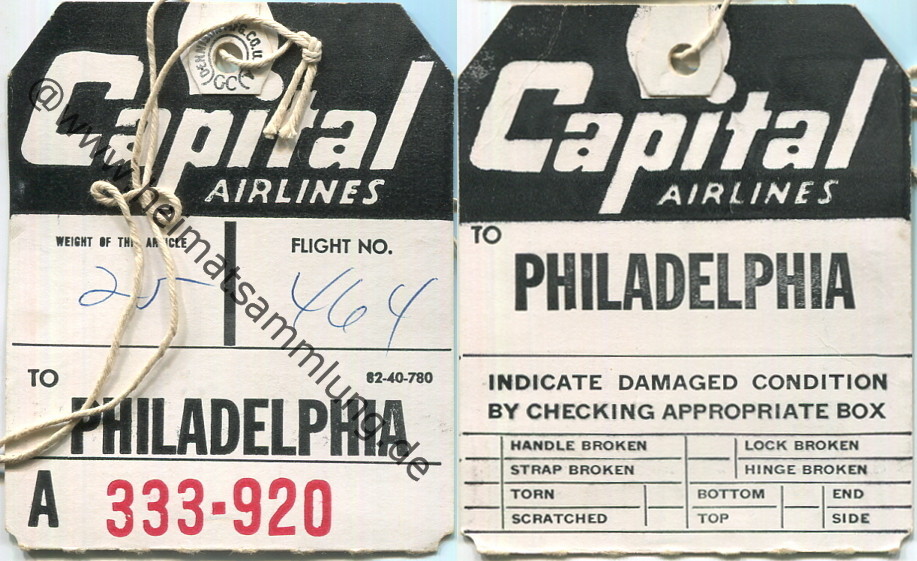 Capital
AIRLINES
WEIGHT OF THIS ARTICLE
FLIGHT NO.
25
464
TO
82-40-780
PHILADELPHIA
A 333-920
@www.heimatsammlung.de
Capital
AIRLINES
TO
PHILADELPHIA
INDICATE DAMAGED CONDITION
BY CHECKING APPROPRIATE BOX
HANDLE BROKEN LOCK BROKEN
STRAP BROKEN HINGE BROKEN
TORN BOTTOM END
SCRATCHED TOP SIDE